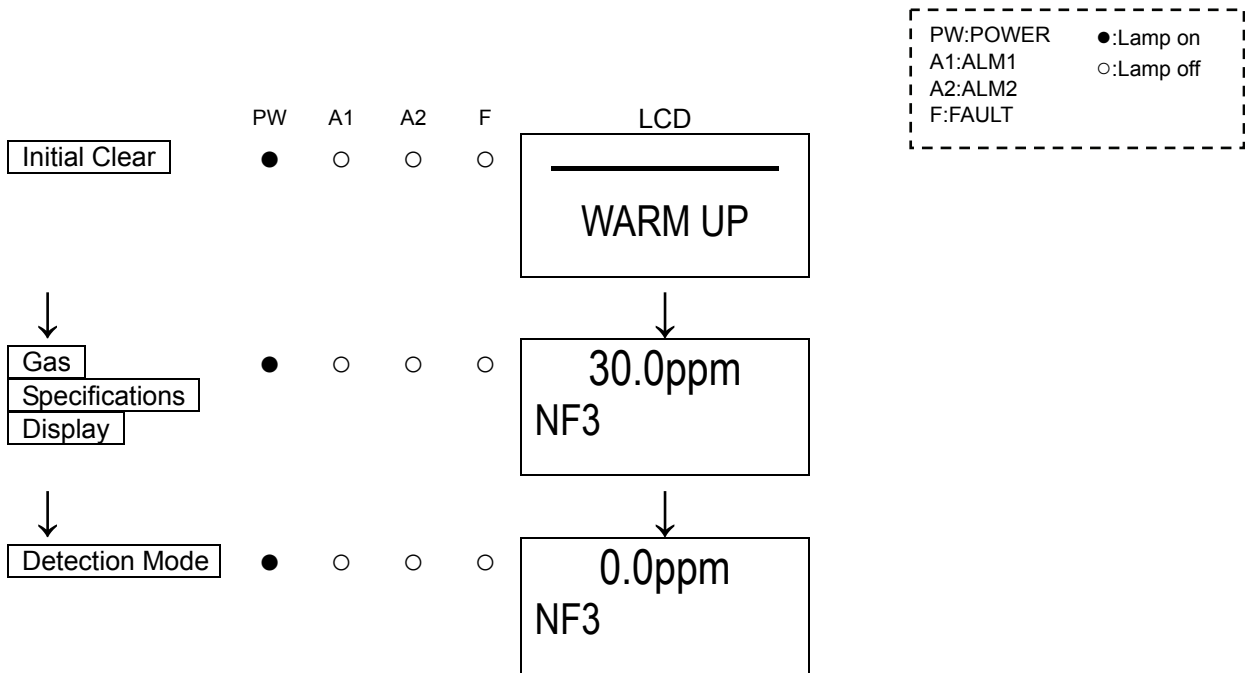 PW:POWER ●:Lamp on
A1:ALM1 ○:Lamp off
A2:ALM2
F:FAULT
PW A1 A2 F LCD
Initial Clear ● ○ ○ ○
WARM UP
↓ ↓
Gas ● ○ ○ ○ 30.0ppm
Specifications NF3
Display
↓ ↓
Detection Mode ● ○ ○ ○ 0.0ppm
NF3